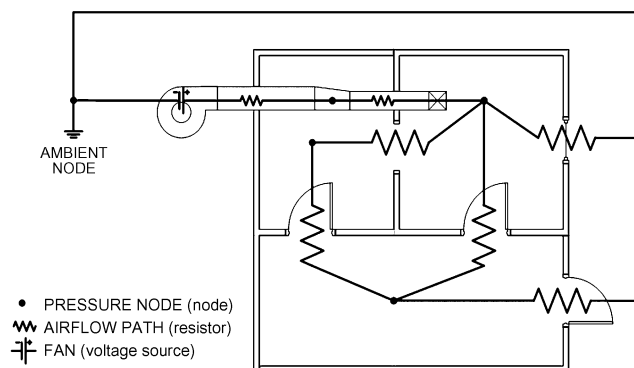 AMBIENT
NODE
PRESSURE NODE (node)
AIRFLOW PATH (resistor)
FAN (voltage source)